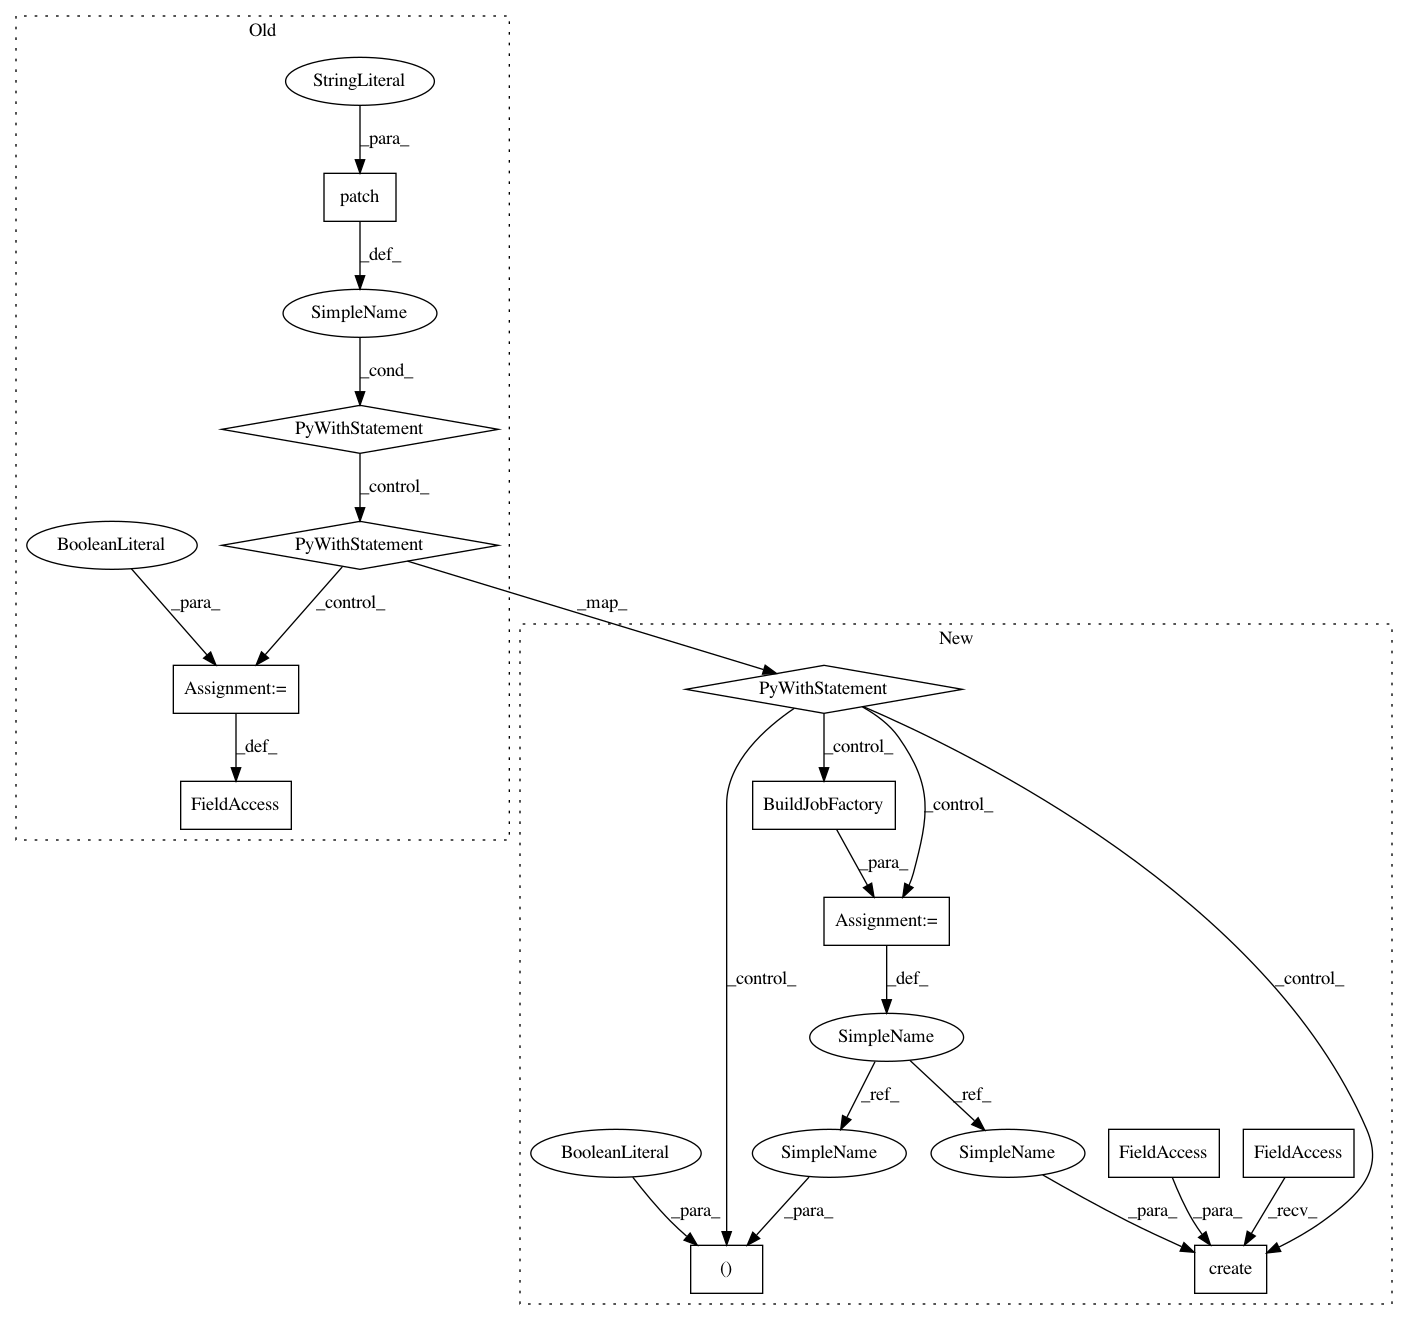 Old
StringLiteral
_para_
patch
_def_
SimpleName
_cond_
PyWithStatement
_control_
BooleanLiteral
PyWithStatement
_para_
_control_
_map_
Assignment:=
_def_
FieldAccess
New
PyWithStatement
_control_
BuildJobFactory
_control_
_para_
Assignment:=
_control_
_def_
_control_
SimpleName
_ref_
_ref_
BooleanLiteral
SimpleName
SimpleName
FieldAccess
FieldAccess
_para_
_para_
_para_
_para_
_recv_
()
create